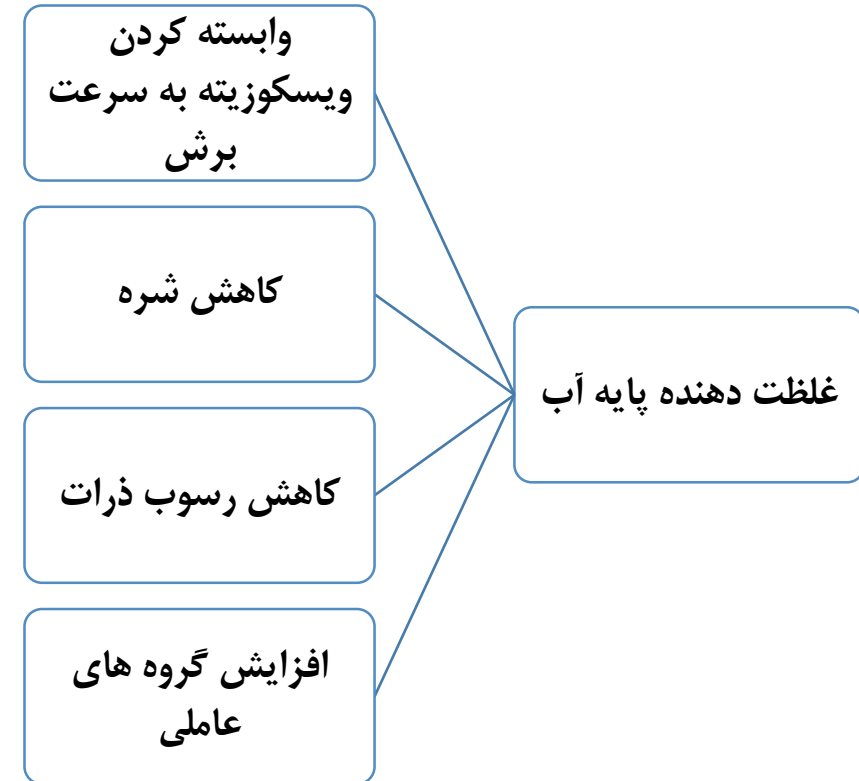 غلظت دهنده پایه آب
وابسته کردن
ویسکوزیته به سرعت
برش
کاهش شره
کاهش رسوب ذرات
افزایش گروه های
عاملی